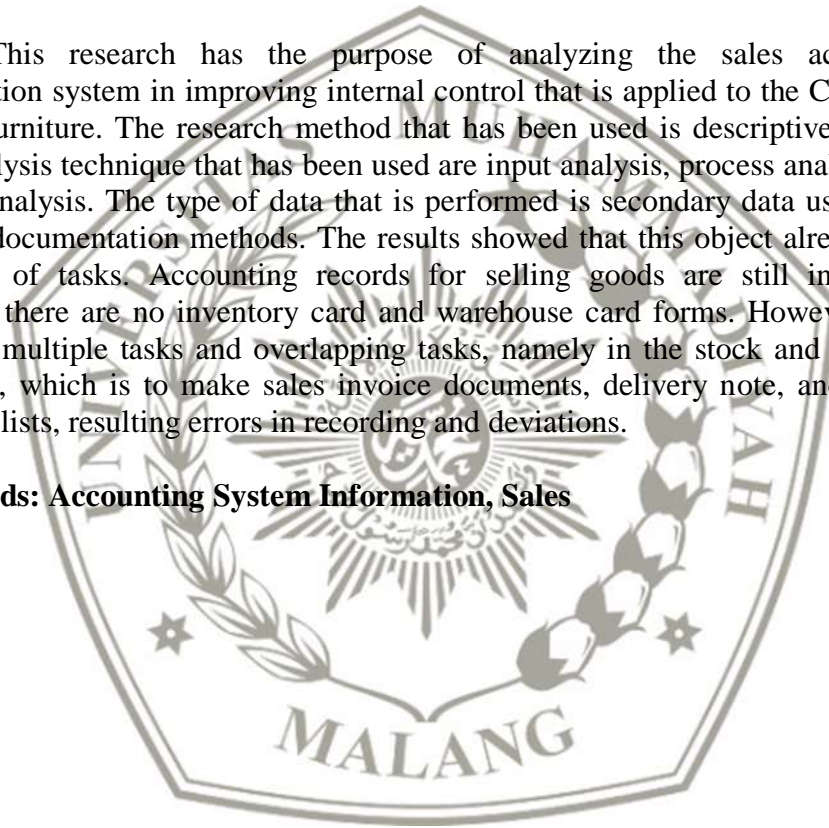 This research has the purpose of analyzing the sales ac
tion system in improving internal control that is applied to the C
urniture. The research method that has been used is descriptive
lysis technique that has been used are input analysis, process ana
nalysis. The type of data that is performed is secondary data us
documentation methods. The results showed that this object alre
of tasks. Accounting records for selling goods are still in
there are no inventory card and warehouse card forms. Howev
multiple tasks and overlapping tasks, namely in the stock and
, which is to make sales invoice documents, delivery note, and
lists, resulting errors in recording and deviations.
ds: Accounting System Information, Sales
UNIVERSITAS MUHAMMADIYAH
MALANG